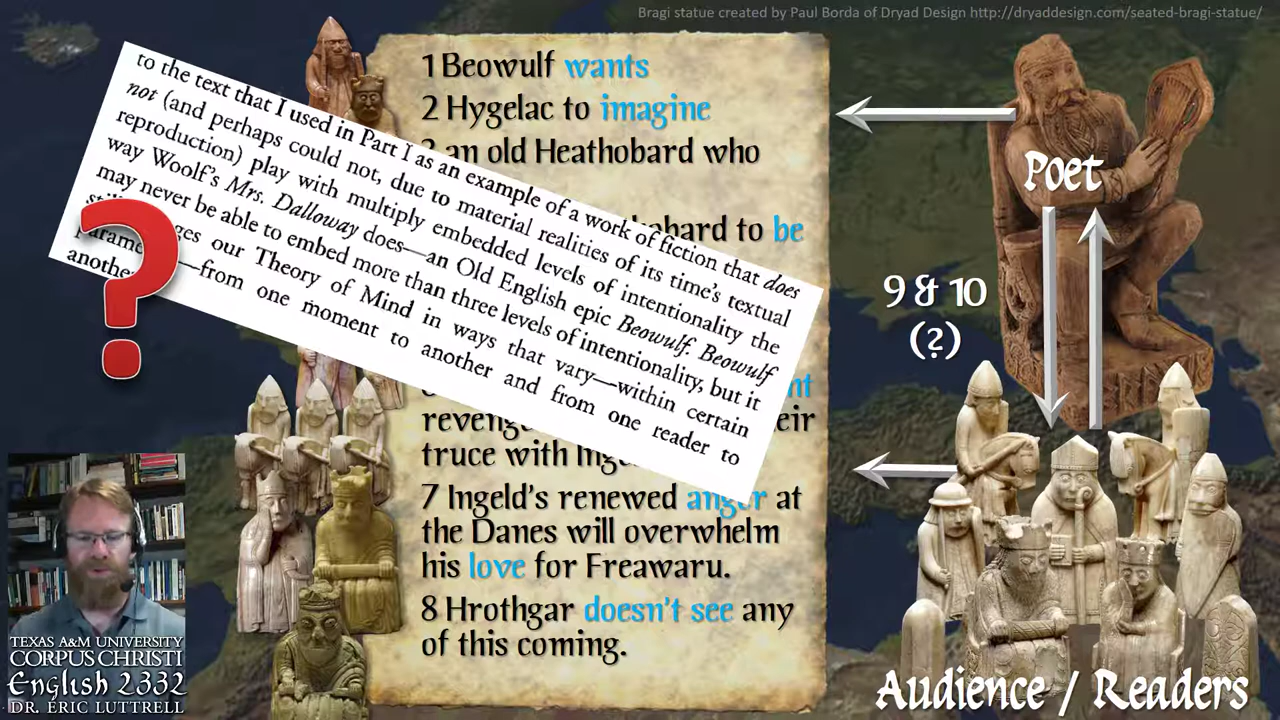 Bragi statue created by Paul Borda of Dryad Design http://dryaddesign.com/seated-bragi-statue/
1 Beowulf wants
2 Hygelac to imagine
3 an old Heathobard who
hobard to be
revenge
truce with Inge
7 Ingeld's renewed anger at
the Danes will overwhelm
his love for Freawaru.
8 Hrothgar doesn't see any
of this coming.
to the text that I used in Part I as an example of a work of fiction that does
not (and perhaps could not, due to material realities of its time's textual
reproduction) play with multiply embedded levels of intentionality the
way Woolf's Mrs. Dalloway does—an Old English epic Beowulf. Beowulf
may never be able to embed more than three levels of intentionality, but it
our Theory of Mind in ways that vary—within certain
—from one moment to another and from one reader to
Poet
9 & 10
(?)
Audience / Readers
?
TEXAS A&M UNIVERSITY
CORPUS CHRISTI
English 2332
DR. ERIC LUTTRELL